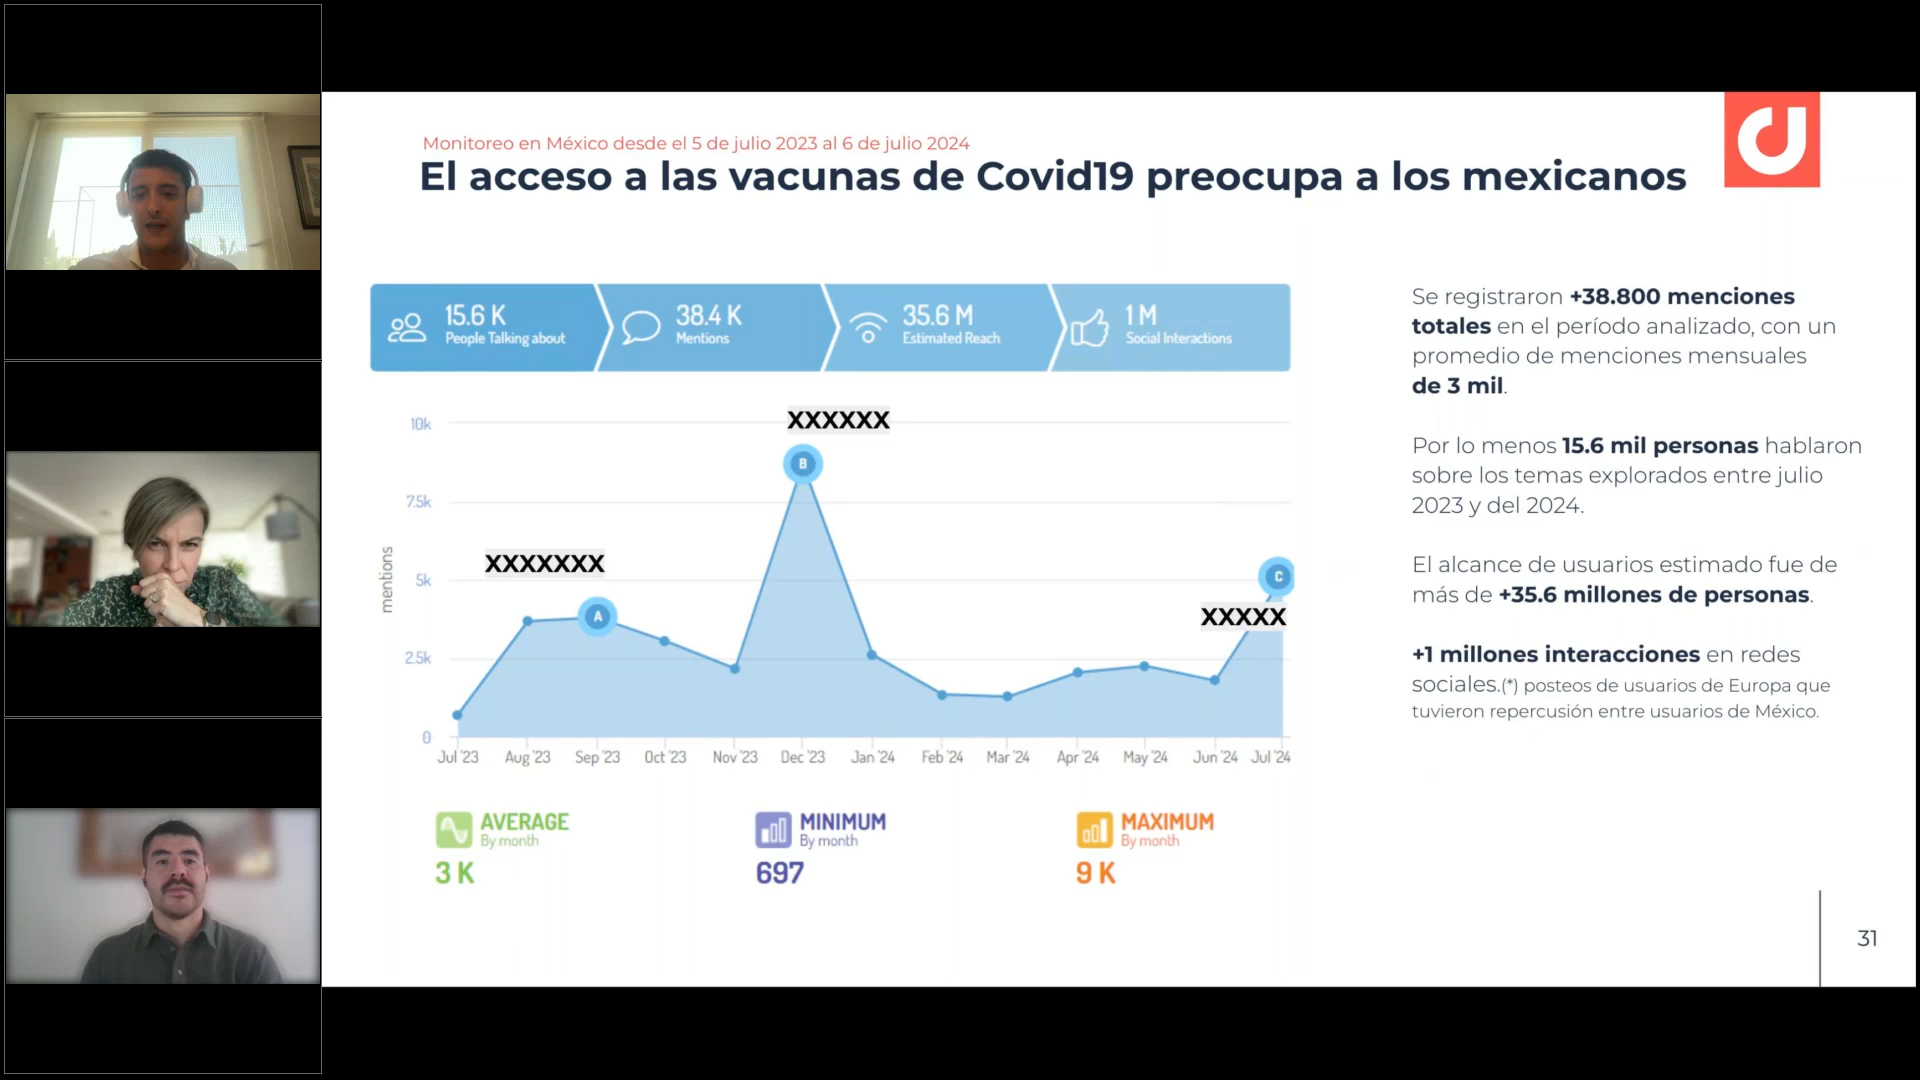 Monitoreo en México desde el 5 de julio 2023 al 6 de julio 2024
El acceso a las vacunas de Covid19 preocupa a los mexicanos
15.6 K
People Talking about
38.4 K
Mentions
35.6 M
Estimated Reach
1 M
Social Interactions
mentions
10k
7.5k
5k
2.5k
0
XXXXXXX
XXXXXX
XXXXX
A
B
C
Jul '23
Aug '23
Sep '23
Oct '23
Nov '23
Dec '23
Jan '24
Feb '24
Mar '24
Apr '24
May '24
Jun '24
Jul '24
AVERAGE
By month
3 K
MINIMUM
By month
697
MAXIMUM
By month
9 K
Se registraron +38.800 menciones
totales en el período analizado, con un
promedio de menciones mensuales
de 3 mil.
Por lo menos 15.6 mil personas hablaron
sobre los temas explorados entre julio
2023 y del 2024.
El alcance de usuarios estimado fue de
más de +35.6 millones de personas.
+1 millones interacciones en redes
sociales.(*) posteos de usuarios de Europa que
tuvieron repercusión entre usuarios de México.
31